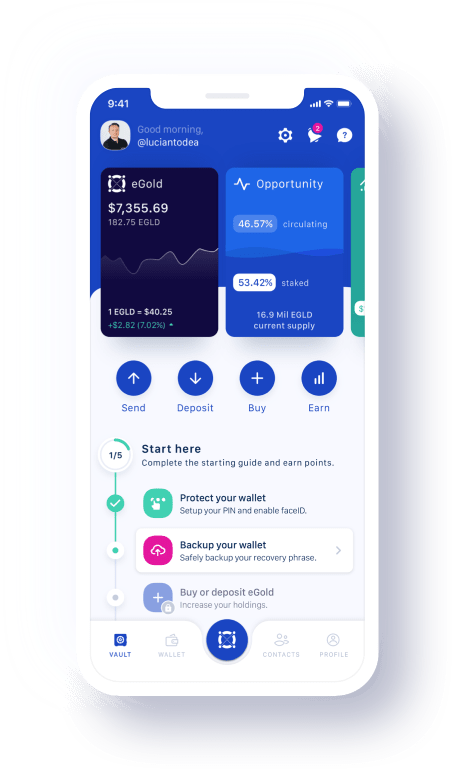 9:41
Good morning,
@luciantodea
2
?
eGold
$7,355.69
182.75 EGLD
1 EGLD = $40.25
+$2.82 (7.02%)
Opportunity
46.57% circulating
53.42% staked
16.9 Mil EGLD
current supply
$
Send
Deposit
Buy
Earn
1/5
Start here
Complete the starting guide and earn points.
Protect your wallet
Setup your PIN and enable faceID.
Backup your wallet
Safely backup your recovery phrase.
Buy or deposit eGold
Increase your holdings.
VAULT
WALLET
CONTACTS
PROFILE